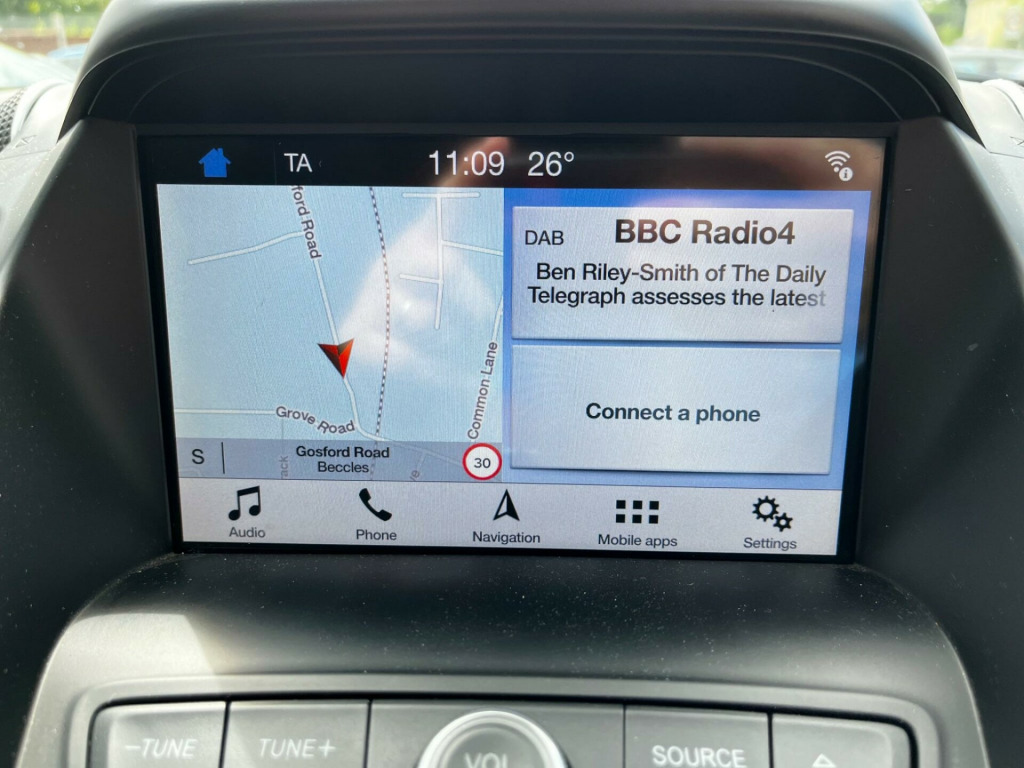 TA
11:09 26°
ford Road
Common Lane
Grove Road
S
Gosford Road
Beccles
30
DAB
BBC Radio4
Ben Riley-Smith of The Daily
Telegraph assesses the latest
Connect a phone
Audio
Phone
Navigation
Mobile apps
Settings
-TUNE
TUNE+
VOL
SOURCE